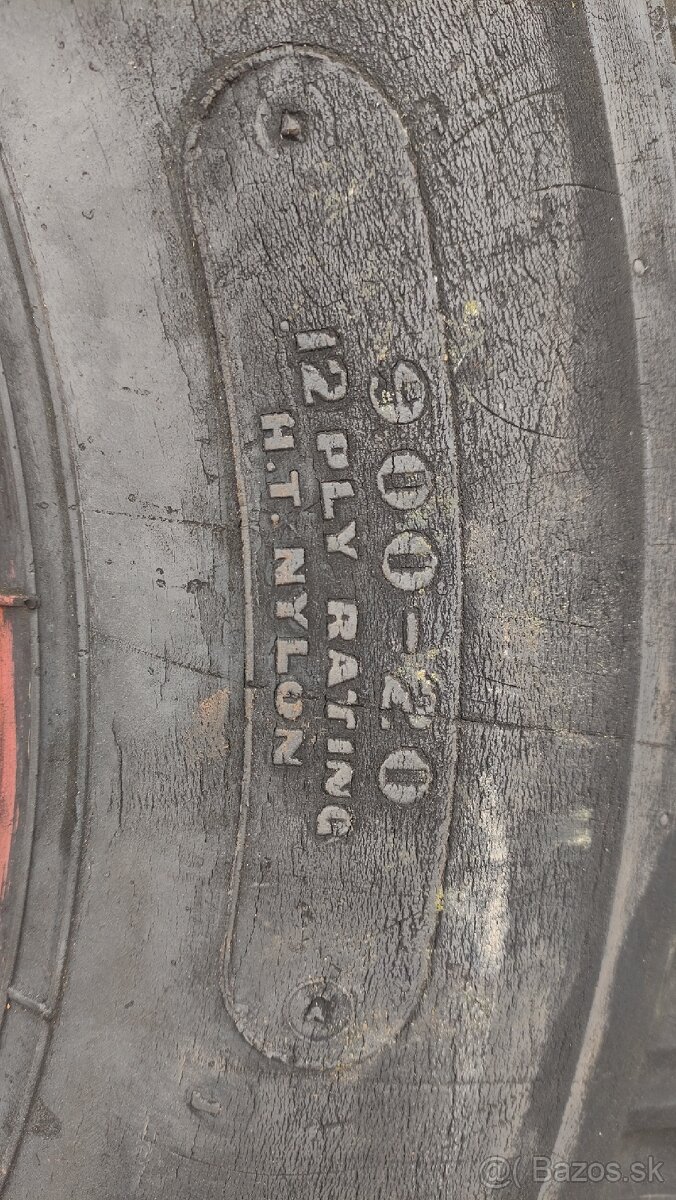 900-20
.12 PLY RATING
H.T. NYLON
@( Bazos.sk